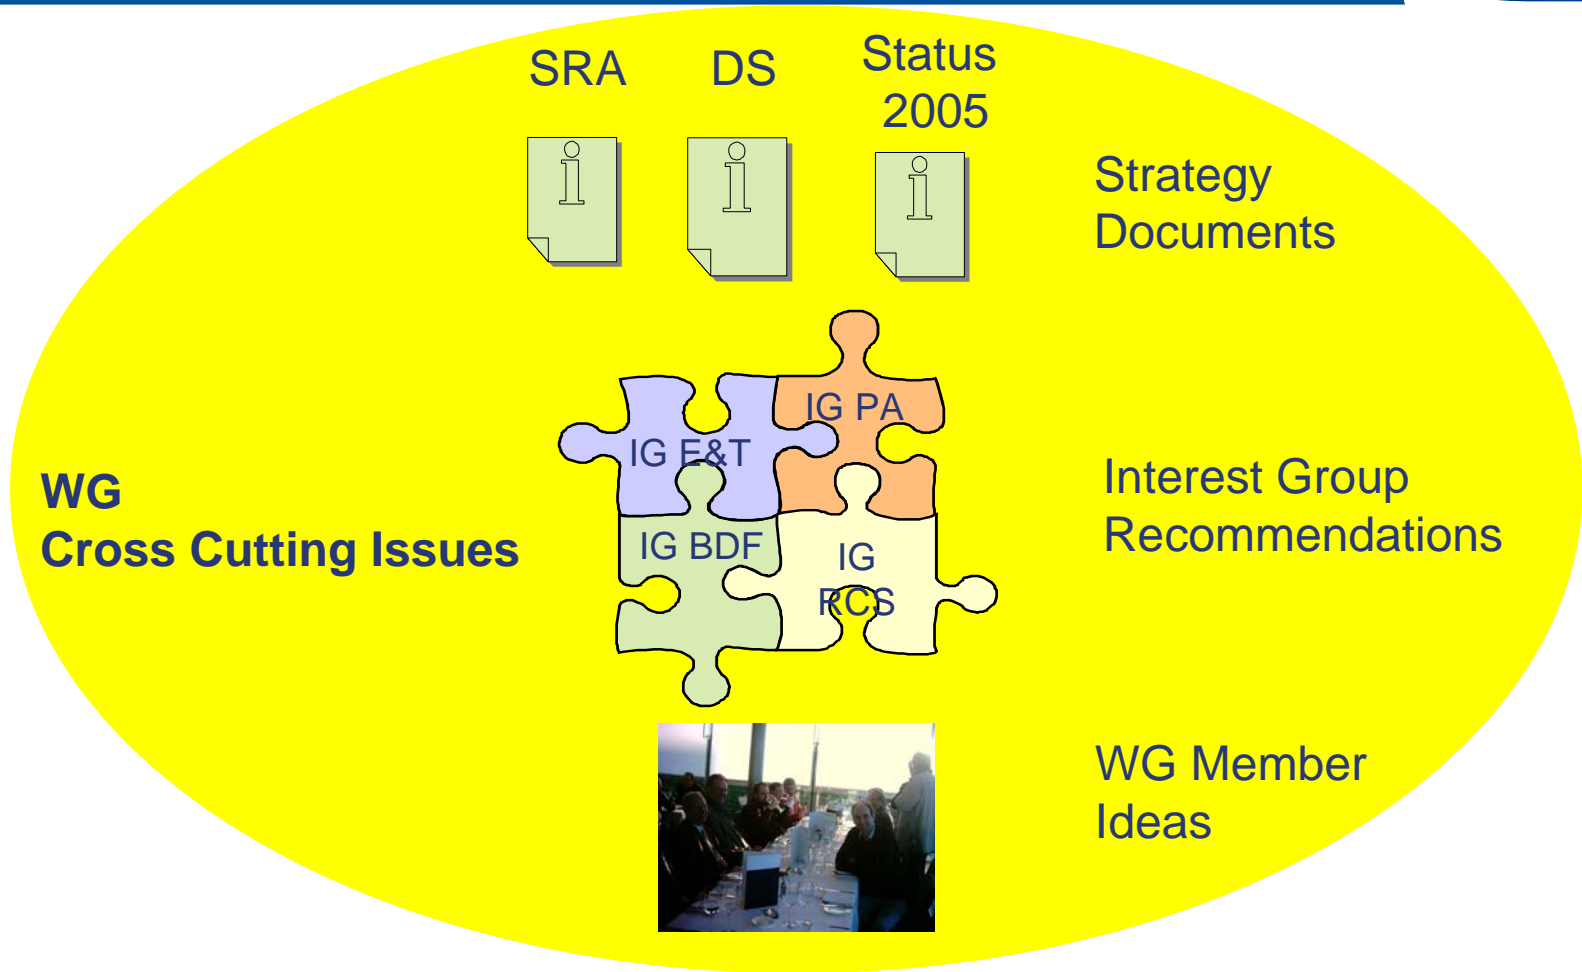 SRA
DS
Status
2005
i
i
i
Strategy
Documents
IG PA
IG E&T
WG
Cross Cutting Issues
IG BDF
IG
RCS
Interest Group
Recommendations
WG Member
Ideas